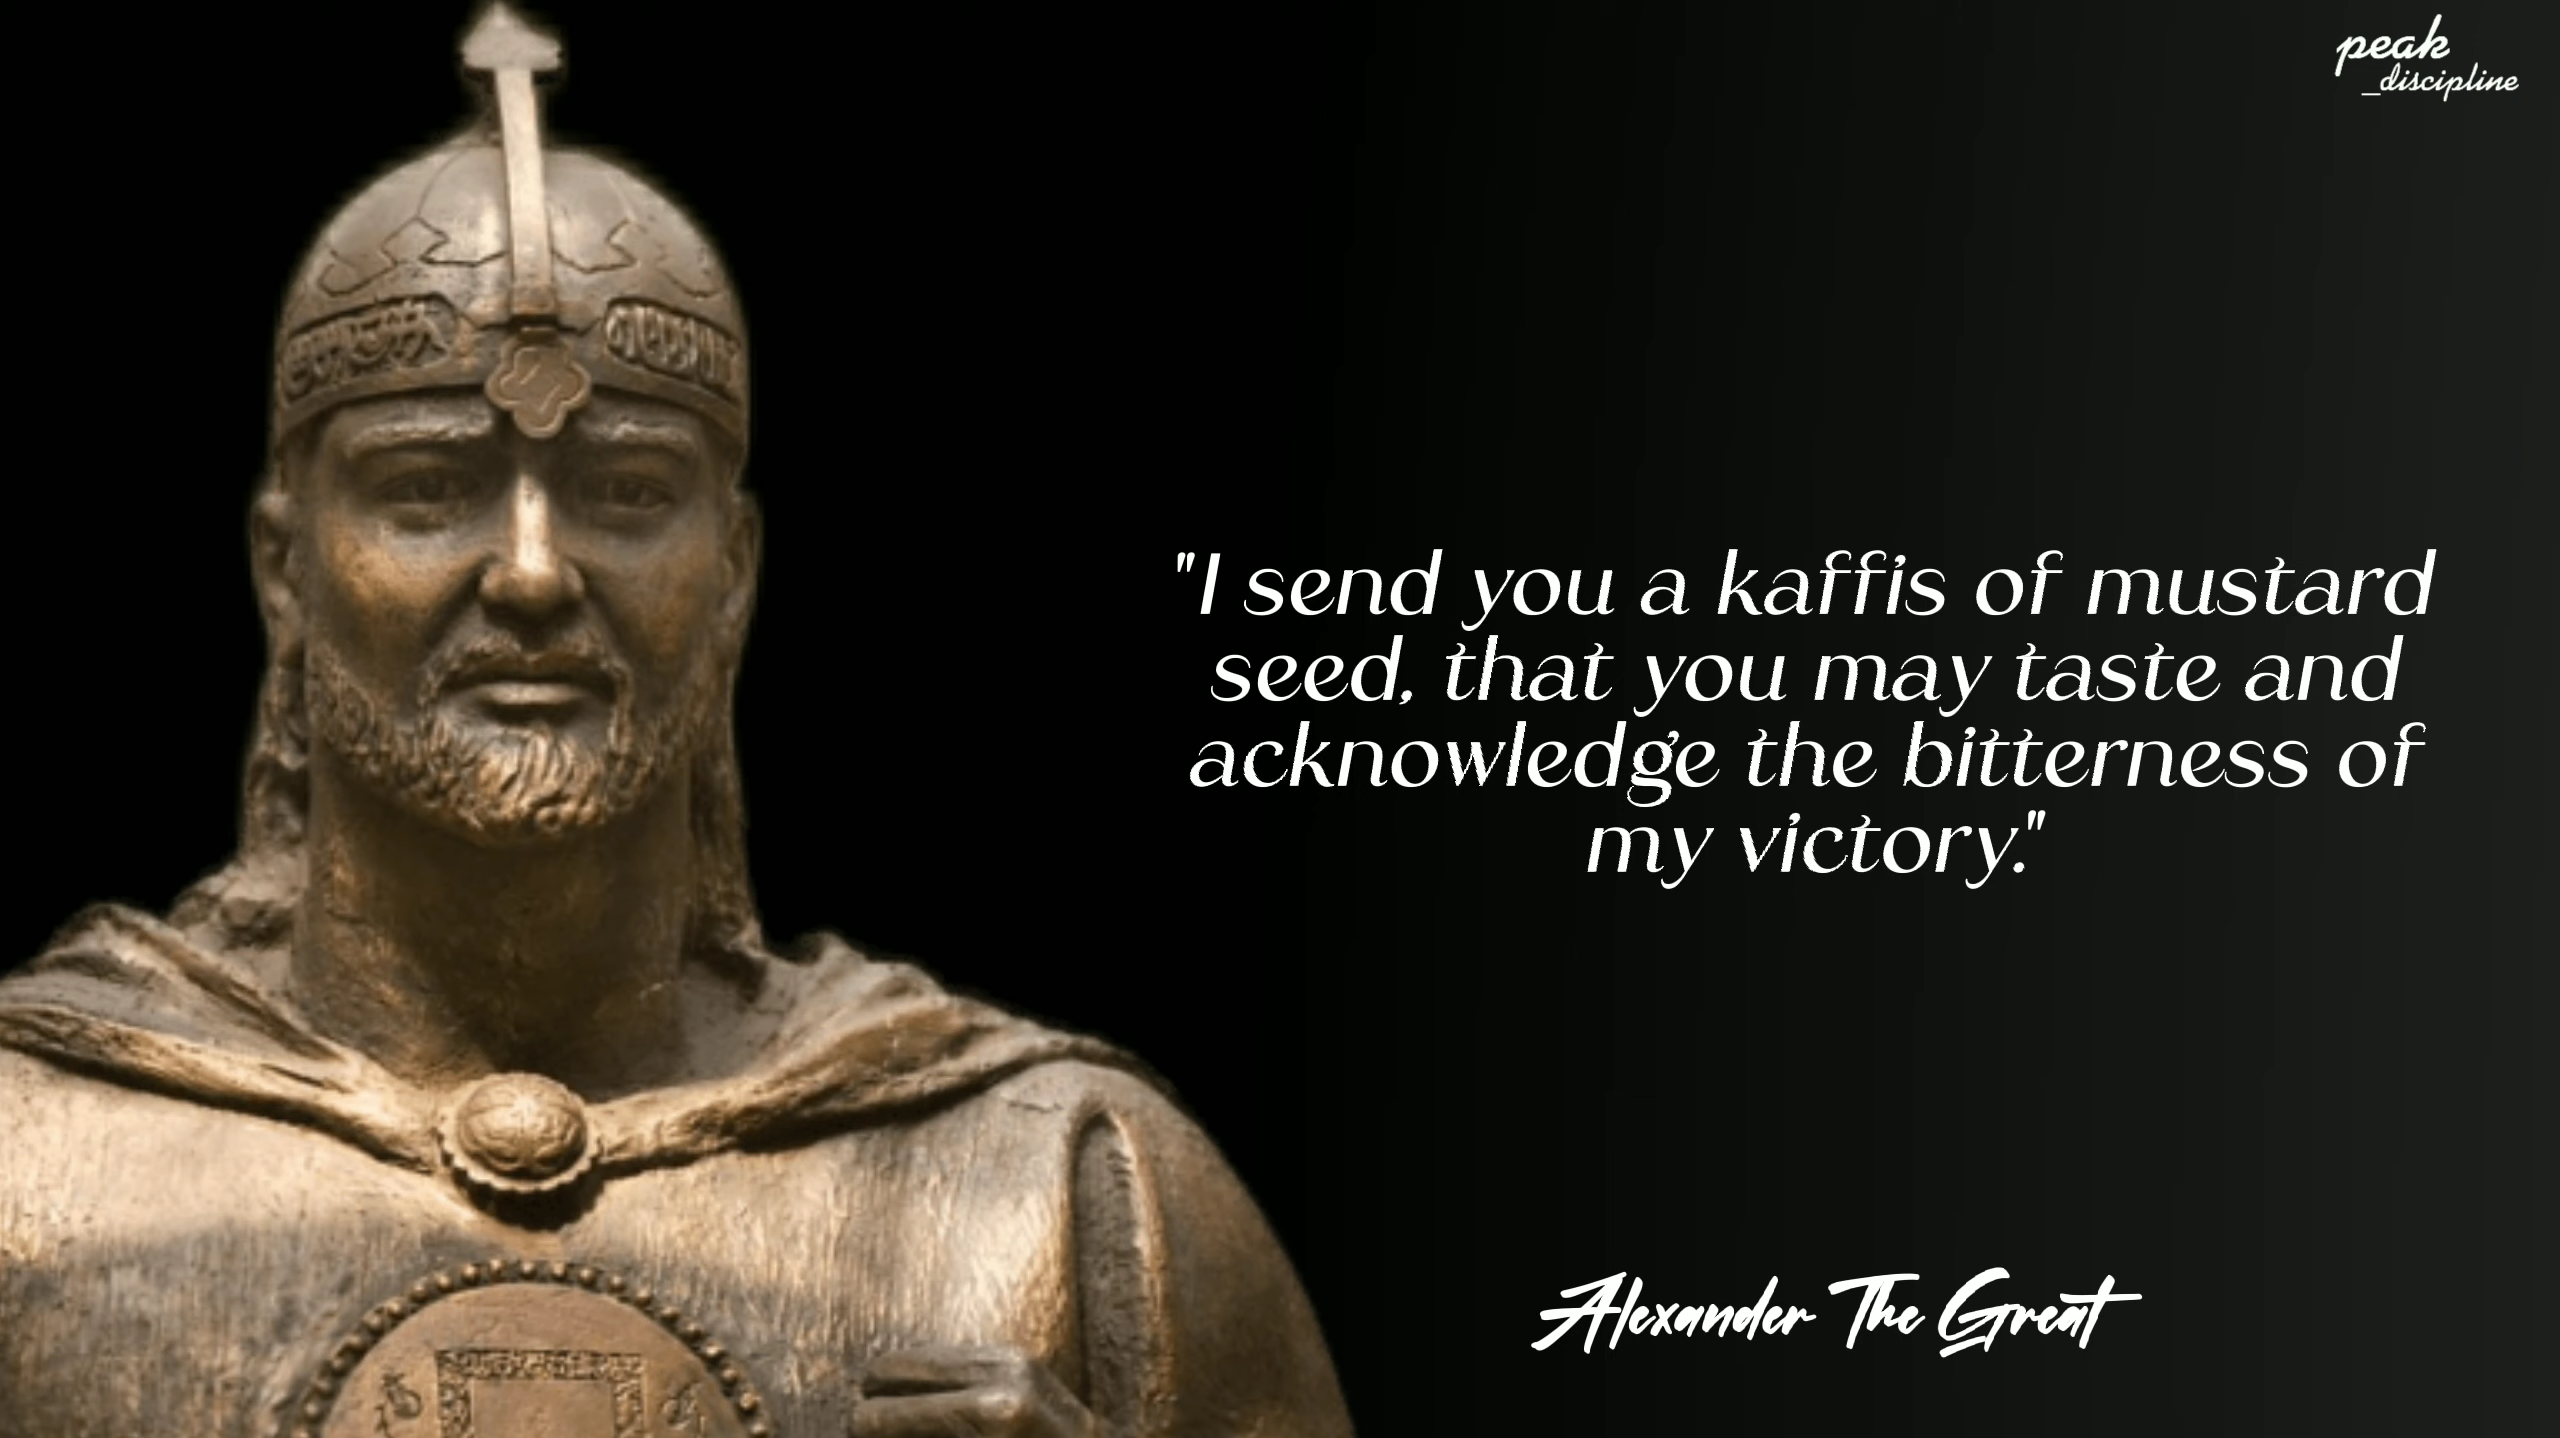 peak
_discipline
"I send you a kaffis of mustard
seed, that you may taste and
acknowledge the bitterness of
my victory."
Alexander The Great